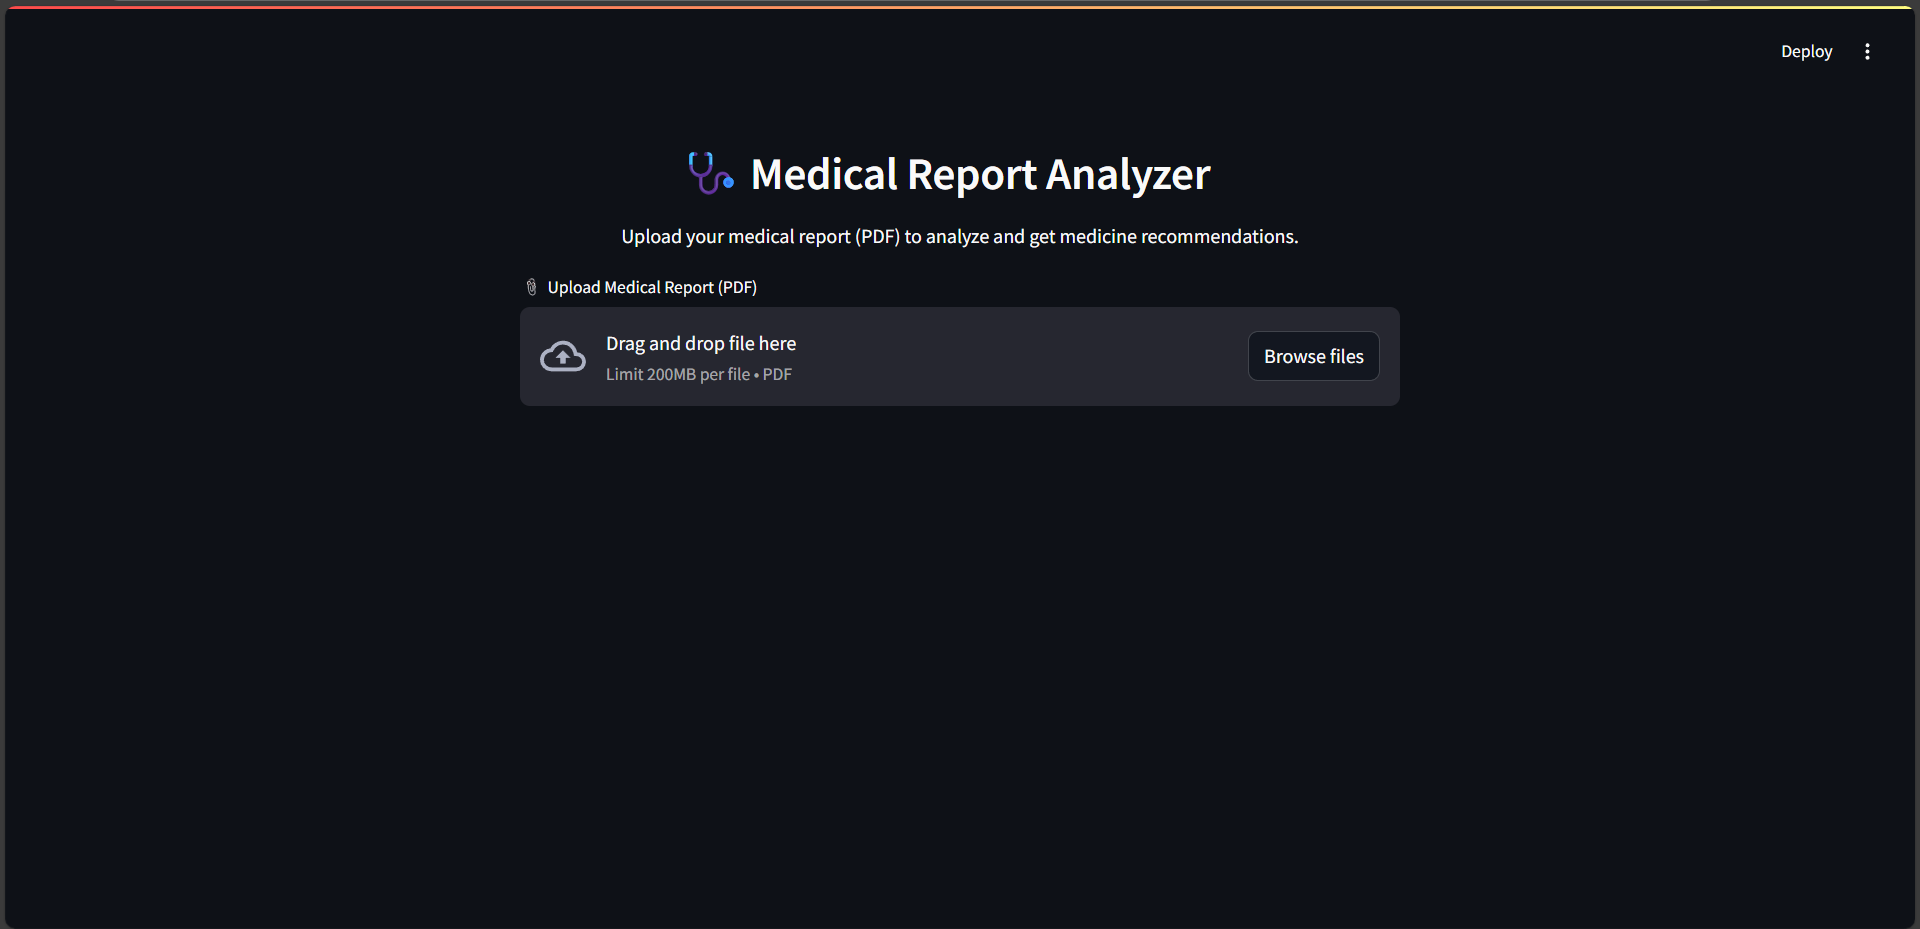 Deploy
Medical Report Analyzer
Upload your medical report (PDF) to analyze and get medicine recommendations.
Upload Medical Report (PDF)
Drag and drop file here
Limit 200MB per file • PDF
Browse files